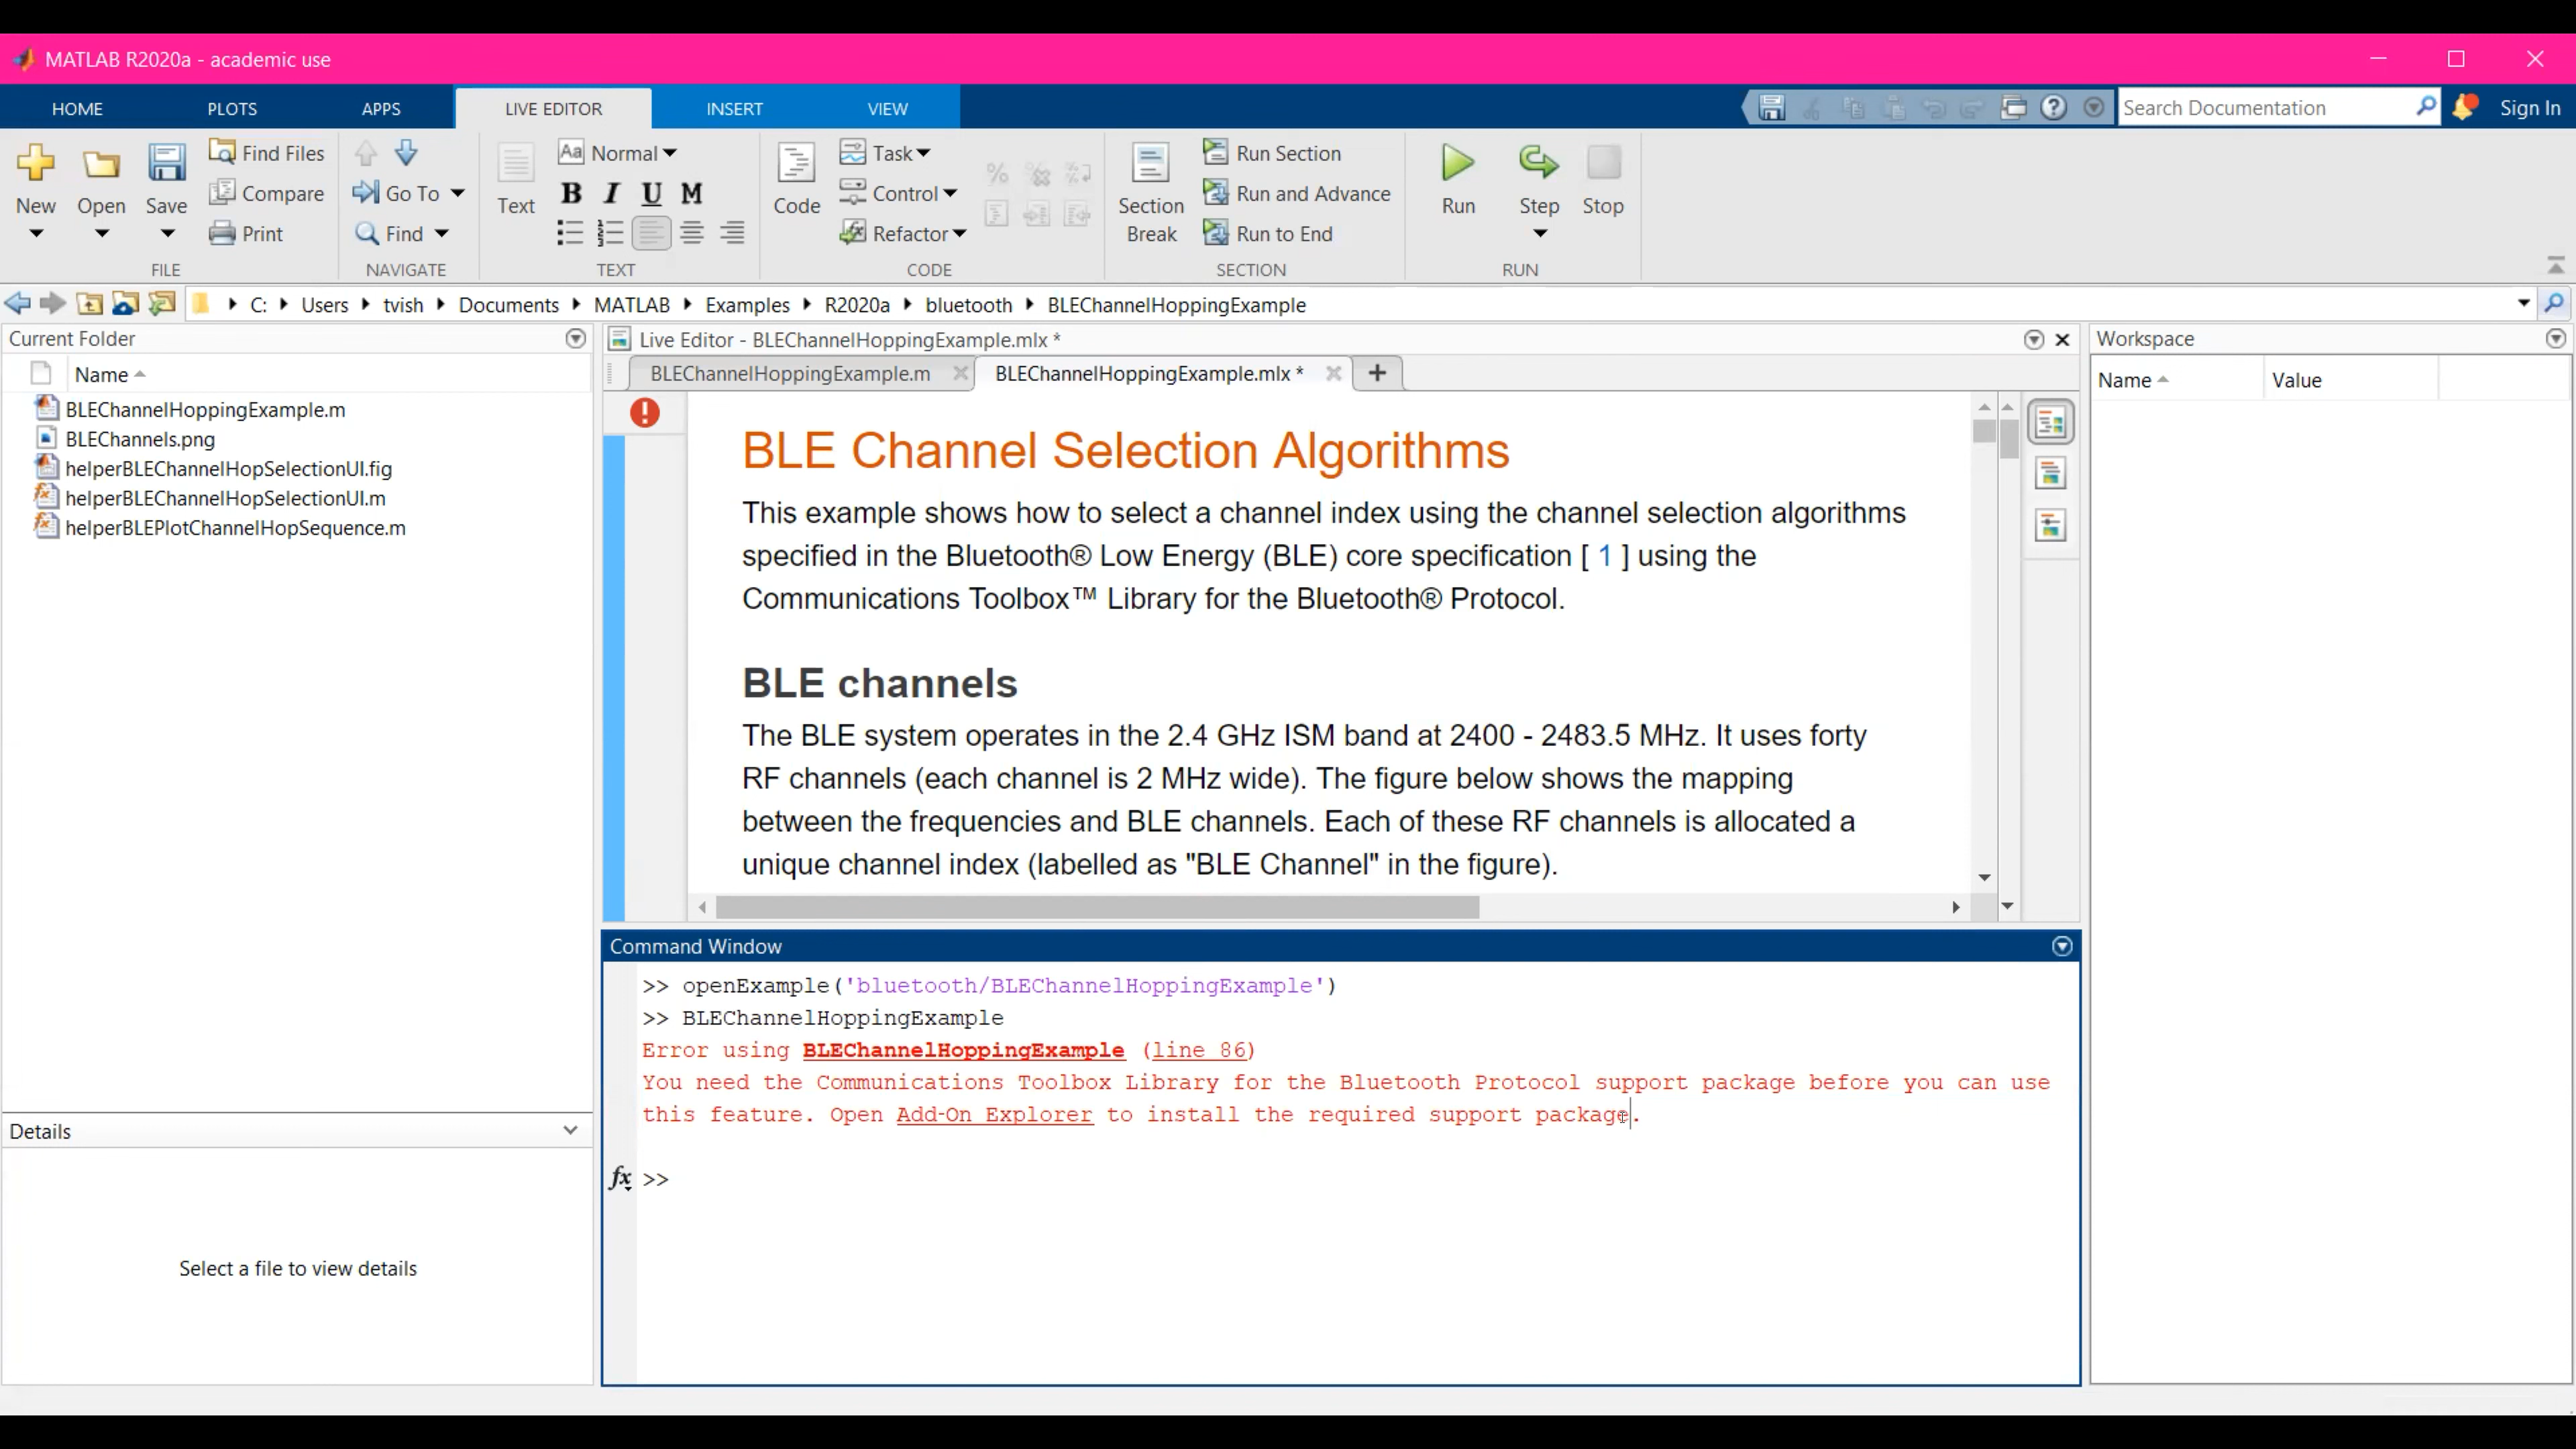 MATLAB R2020a - academic use
HOME PLOTS APPS LIVE EDITOR INSERT VIEW
Search Documentation
Sign In
New
Open
Save
Find Files
Compare
Print
FILE
Go To
Find
NAVIGATE
Text
Aa Normal
B I U M
TEXT
Code
Task
Control
Refactor
CODE
Section
Break
Run Section
Run and Advance
Run to End
SECTION
Run
Step
Stop
RUN
C: Users tvish Documents MATLAB Examples R2020a bluetooth BLEChannelHoppingExample
Current Folder
Name
BLEChannelHoppingExample.m
BLEChannels.png
helperBLEChannelHopSelectionUI.fig
helperBLEChannelHopSelectionUI.m
helperBLEPlotChannelHopSequence.m
Details
Select a file to view details
Live Editor - BLEChannelHoppingExample.mlx *
BLEChannelHoppingExample.m
BLEChannelHoppingExample.mlx *
BLE Channel Selection Algorithms
This example shows how to select a channel index using the channel selection algorithms
specified in the Bluetooth® Low Energy (BLE) core specification [ 1 ] using the
Communications Toolbox™ Library for the Bluetooth® Protocol.
BLE channels
The BLE system operates in the 2.4 GHz ISM band at 2400 - 2483.5 MHz. It uses forty
RF channels (each channel is 2 MHz wide). The figure below shows the mapping
between the frequencies and BLE channels. Each of these RF channels is allocated a
unique channel index (labelled as "BLE Channel" in the figure).
Command Window
>> openExample('bluetooth/BLEChannelHoppingExample')
>> BLEChannelHoppingExample
Error using BLEChannelHoppingExample (line 86)
You need the Communications Toolbox Library for the Bluetooth Protocol support package before you can use
this feature. Open Add-On Explorer to install the required support package.
fx >>
Workspace
Name Value